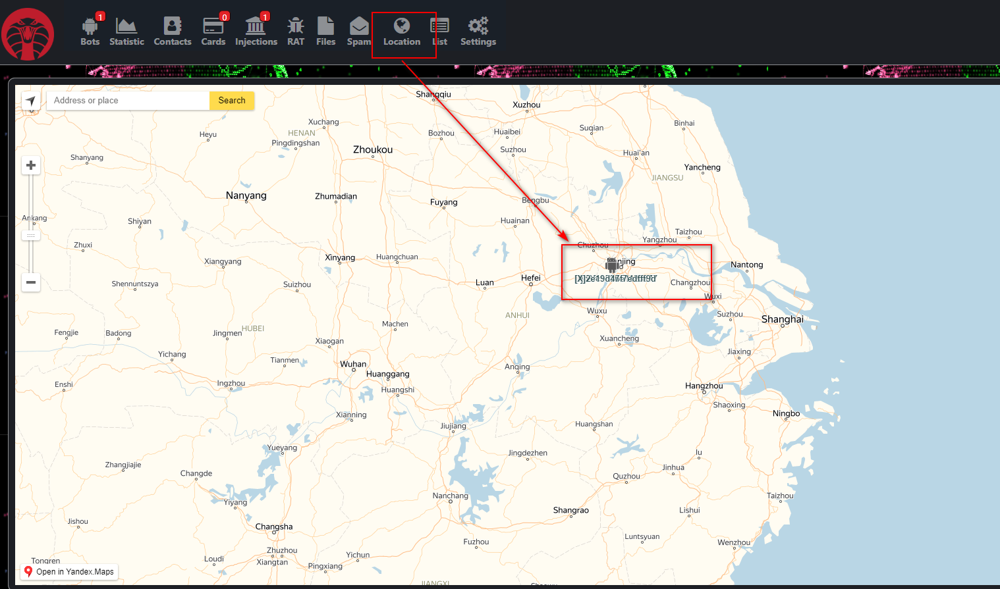 1
0
1
Bots Statistic Contacts Cards Injections RAT Files Spam Location List Settings
Address or place Search
Shangqiu
Xuzhou
Xuchang
Binhai
Suqian
HENAN
Bozhou
Huaibei
Heyu
Pingdingshan
Zhoukou
Suzhou
Huai'an
Shanyang
Yancheng
JIANGSU
Nanyang
Zhumadian
Bengbu
Fuyang
Ankang
Shiyan
Huainan
Taizhou
Yangzhou
Zhuxi
Chuzhou
Xinyang
Huangchuan
Xiangyang
Nanjing
Nantong
Hefei
Shennuntszya
Suizhou
Luan
Changzhou
Wuxi
Wuxu
ANHUI
Suzhou
Shanghai
Machen
HUBEI
Fengjie
Badong
Jingmen
Xiaogan
Xuancheng
Yichang
Jiaxing
Tianmen
Wuhan
Anqing
Huanggang
Enshi
Ingzhou
Huangshi
Hangzhou
Shaoxing
Xianning
Ningbo
Jiujiang
Huangshan
Yueyang
Jingdezhen
Iu
Zhangjiajie
Changde
Jinhua
Quzhou
Nanchang
Taizhou
Yiyang
Shangrao
Lishui
Jishou
Changsha
Luntsyuan
Fuzhou
Wenzhou
Zhuzhou
Yichun
Loudi
Tongren
Xiangtan
Pingxiang
Open in Yandex.Maps
JIANGXI